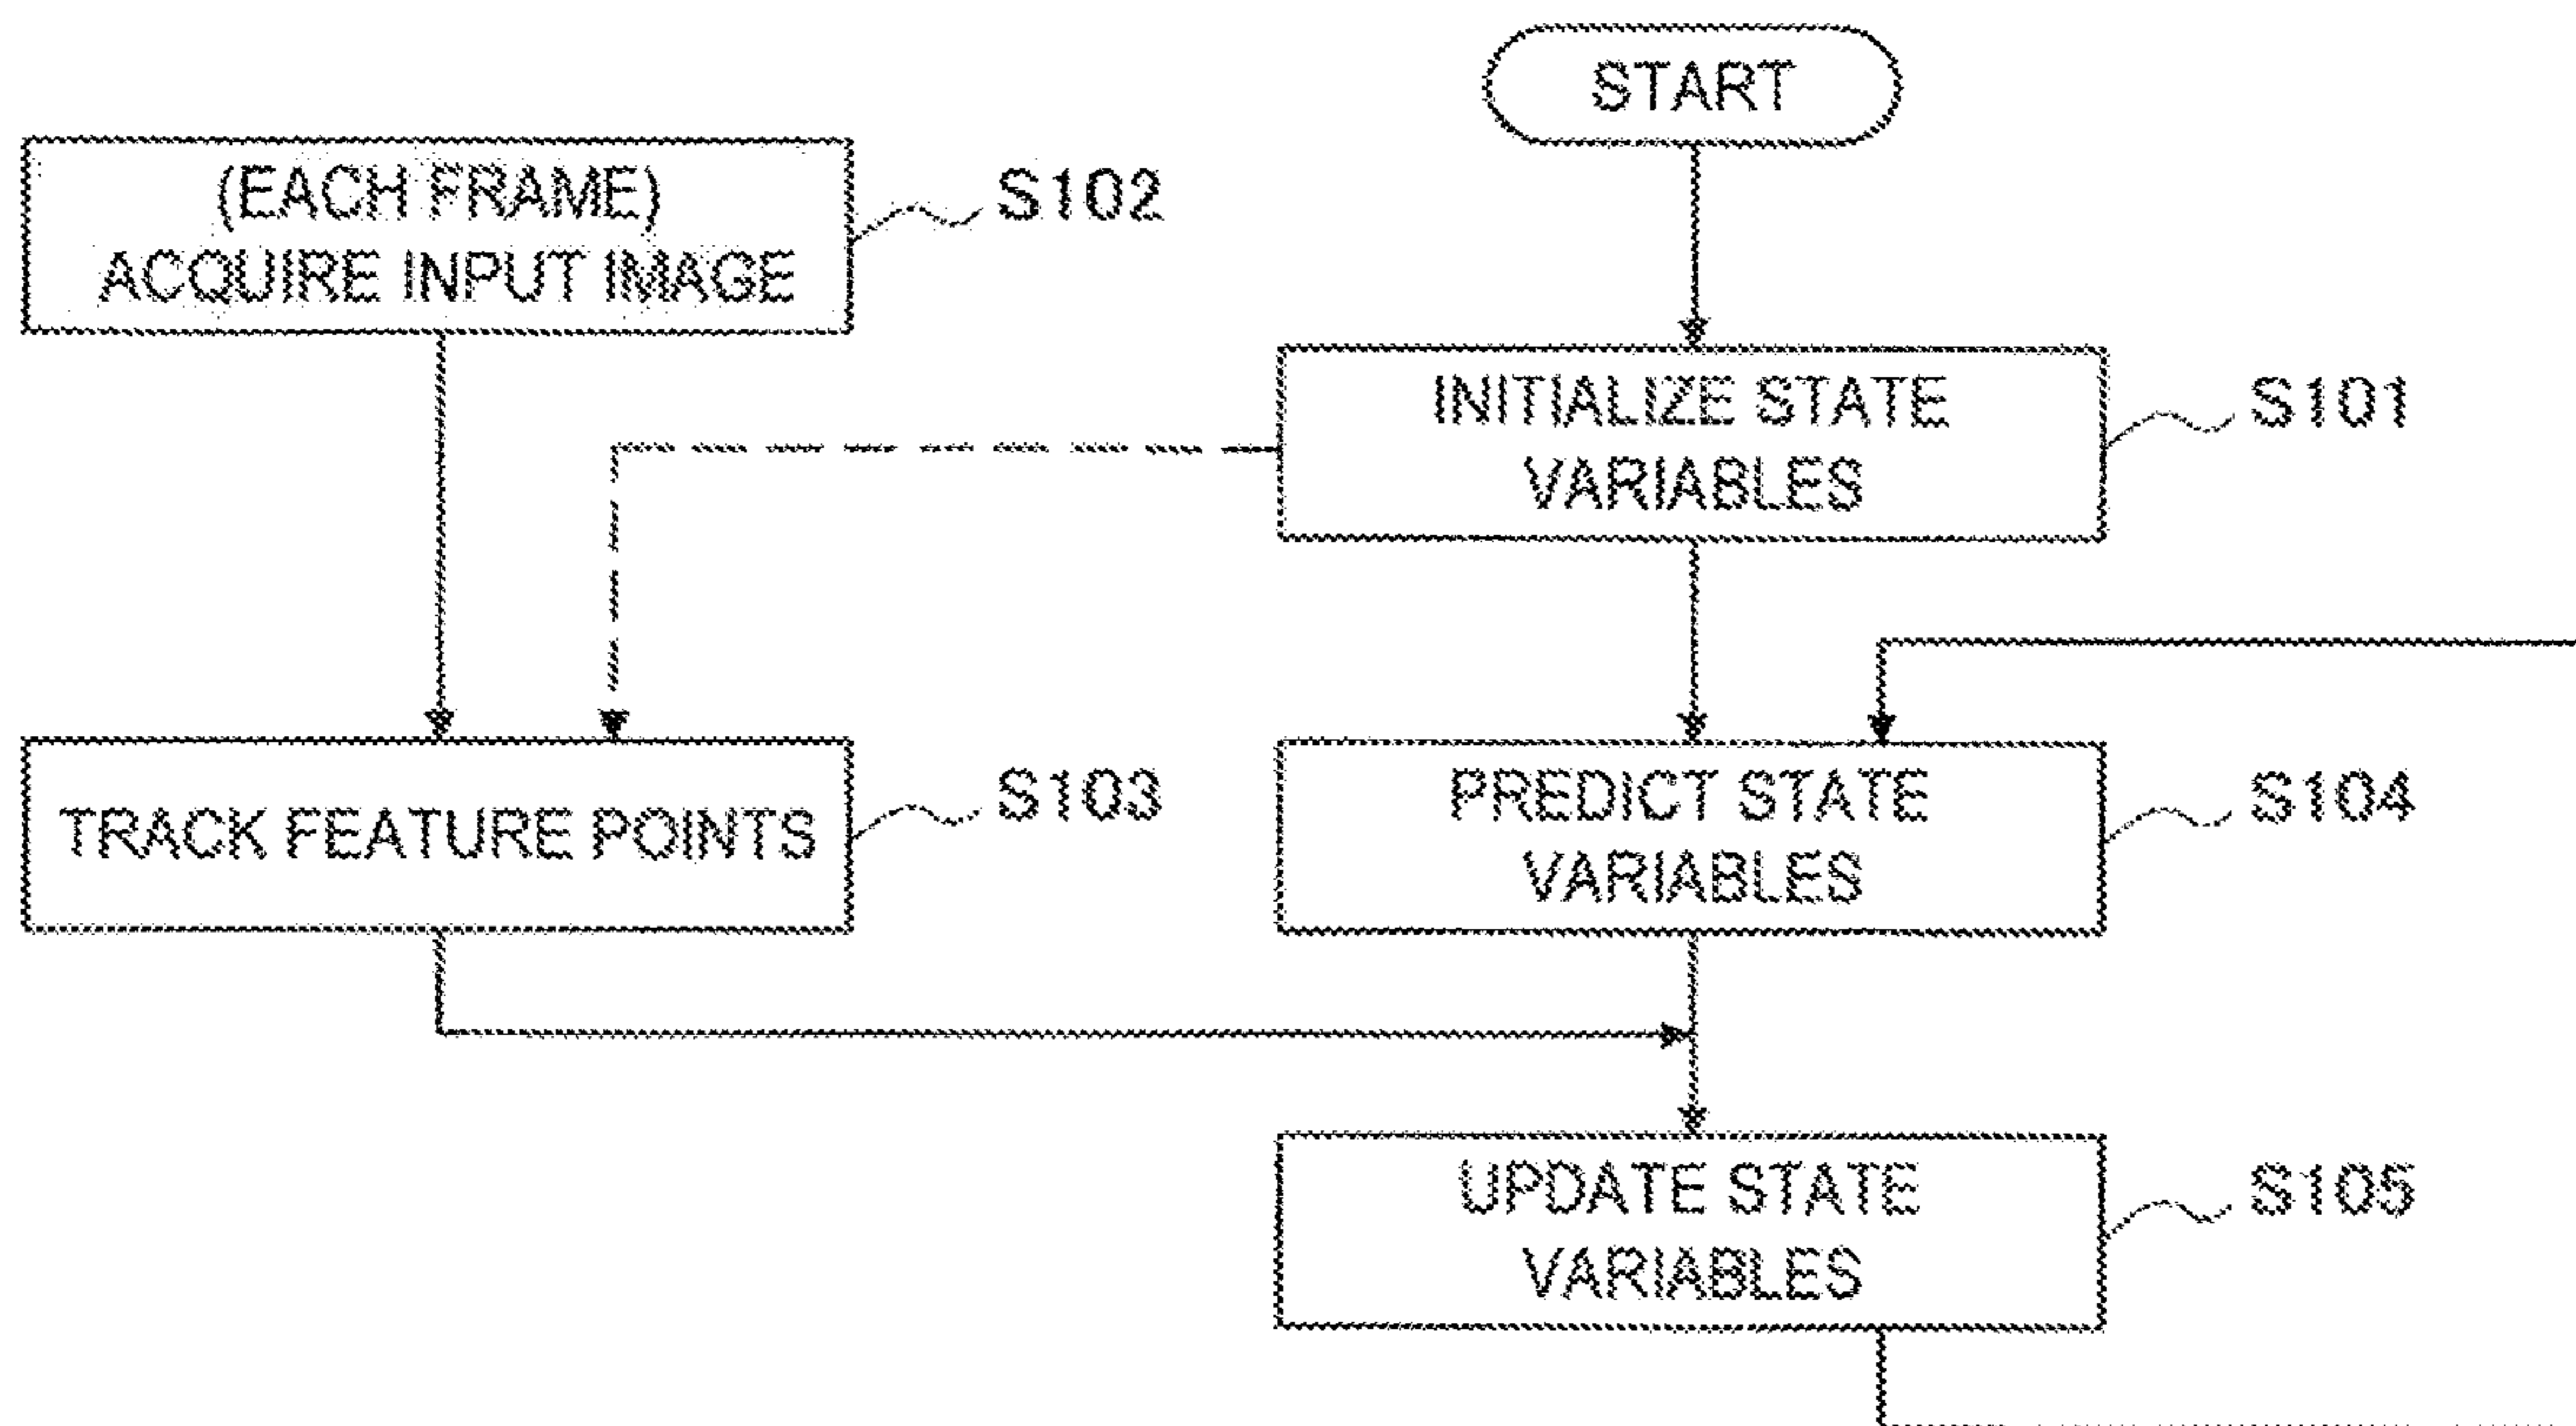 START
(EACH FRAME)
ACQUIRE INPUT IMAGE
S102
INITIALIZE STATE
VARIABLES
S101
TRACK FEATURE POINTS
S103
PREDICT STATE
VARIABLES
S104
UPDATE STATE
VARIABLES
S105